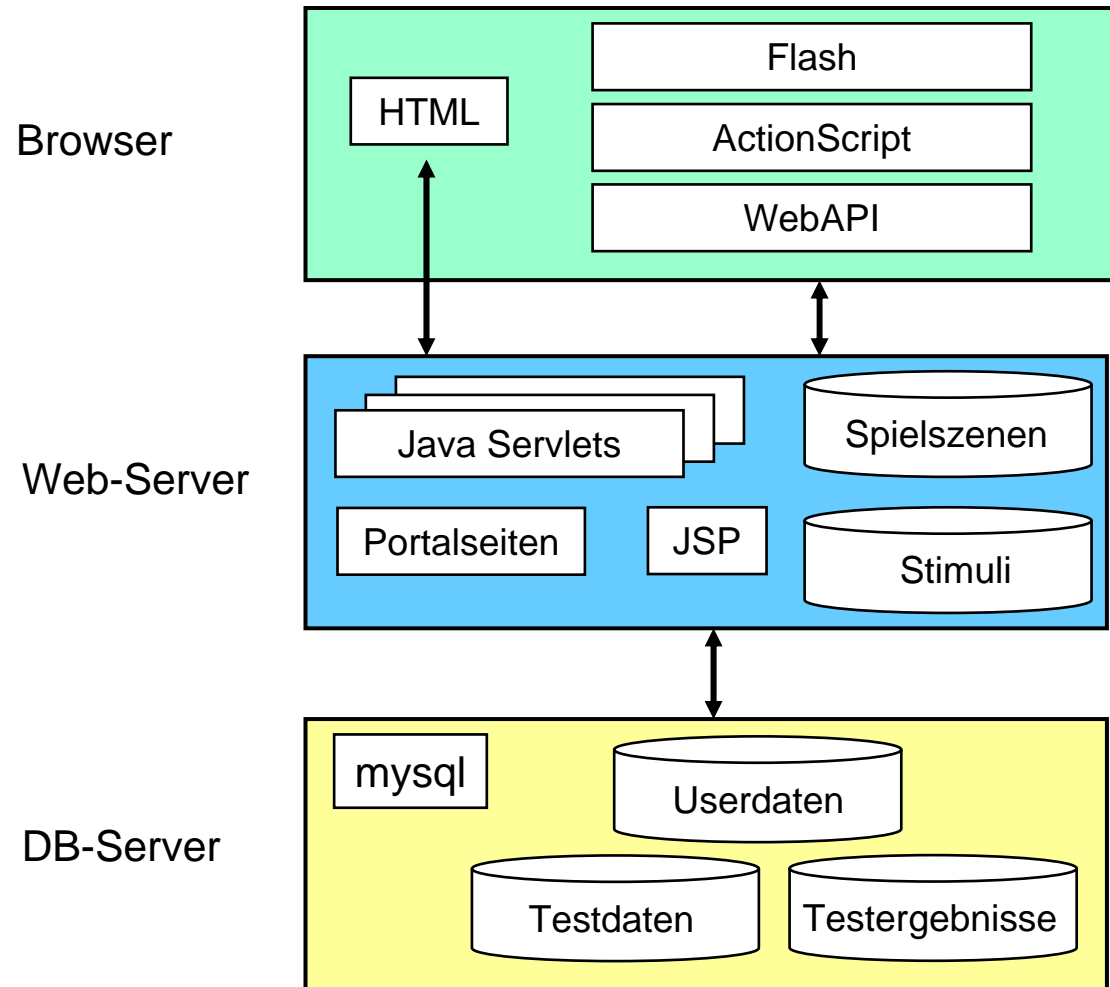 Browser
HTML
Flash
ActionScript
WebAPI
Web-Server
Java Servlets
Spielszenen
Portalseiten
JSP
Stimuli
DB-Server
mysql
Userdaten
Testdaten
Testergebnisse